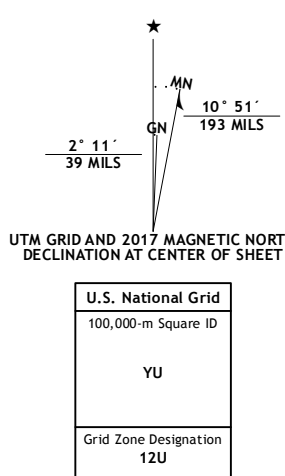 ★
MN
10° 51´
193 MILS
GN
2° 11´
39 MILS
UTM GRID AND 2017 MAGNETIC NORT
DECLINATION AT CENTER OF SHEET
U.S. National Grid
100,000-m Square ID
YU
Grid Zone Designation
12U